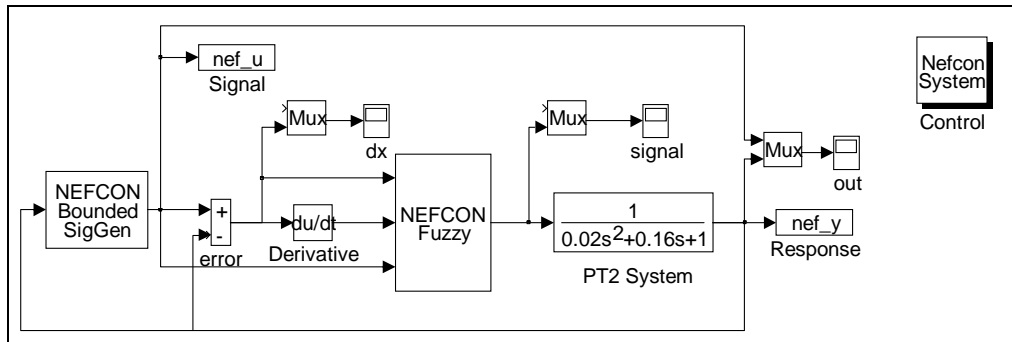 nef_u
Signal
Nefcon
System
Control
Mux
dx
Mux
signal
Mux
out
NEFCON
Bounded
SigGen
+
-
error
du/dt
Derivative
NEFCON
Fuzzy
1
0.02s²+0.16s+1
PT2 System
nef_y
Response